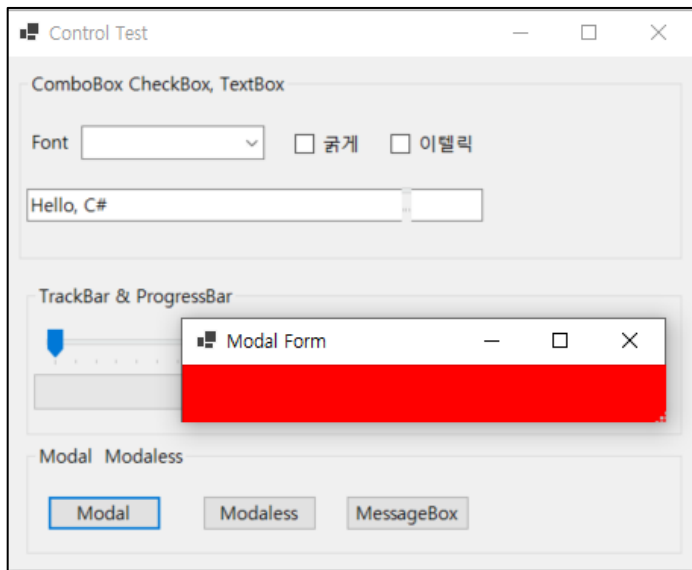 Control Test
ComboBox CheckBox, TextBox
Font
굵게
이텔릭
Hello, C#
...
TrackBar & ProgressBar
Modal Form
Modal Modaless
Modal
Modaless
MessageBox